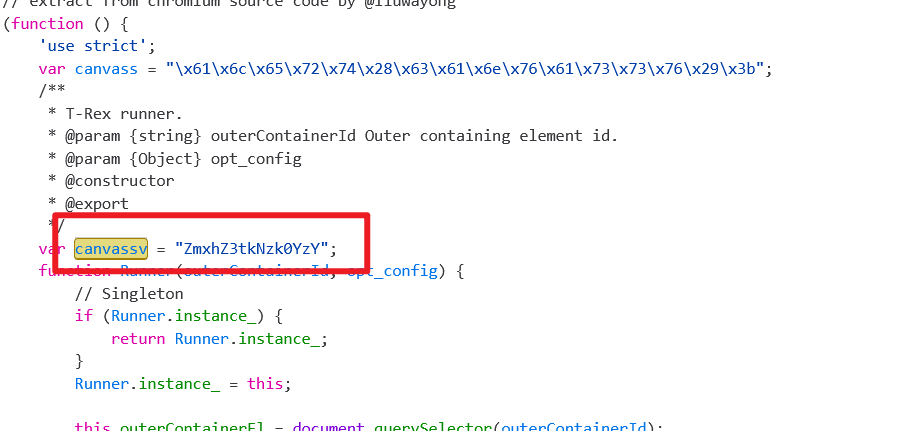 // extract from chromium source code by @liuwayong
(function () {
'use strict';
var canvass = "\x61\x6c\x65\x72\x74\x28\x63\x61\x6e\x76\x61\x73\x73\x76\x29\x3b";
/**
* T-Rex runner.
* @param {string} outerContainerId Outer containing element id.
* @param {Object} opt_config
* @constructor
* @export
*/
var canvassv = "ZmxhZ3tkNzk0YzY";
function Runner(outerContainerId, opt_config) {
// Singleton
if (Runner.instance_) {
return Runner.instance_;
}
Runner.instance_ = this;
this.outerContainerEl = document.querySelector(outerContainerId);